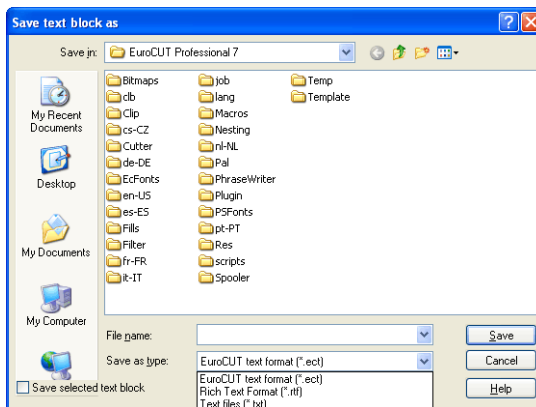 Save text block as
Save in: EuroCUT Professional 7
My Recent
Documents
Desktop
My Documents
My Computer
Bitmaps
clb
Clip
cs-CZ
Cutter
de-DE
EcFonts
en-US
es-ES
Fills
Filter
fr-FR
it-IT
job
lang
Macros
Nesting
nl-NL
Pal
PhraseWriter
Plugin
PSFonts
pt-PT
Res
scripts
Spooler
Temp
Template
File name:
Save
Save as type: EuroCUT text format (*.ect)
Cancel
EuroCUT text format (*.ect)
Rich Text Format (*.rtf)
Text files (*.txt)
Save selected text block
Help